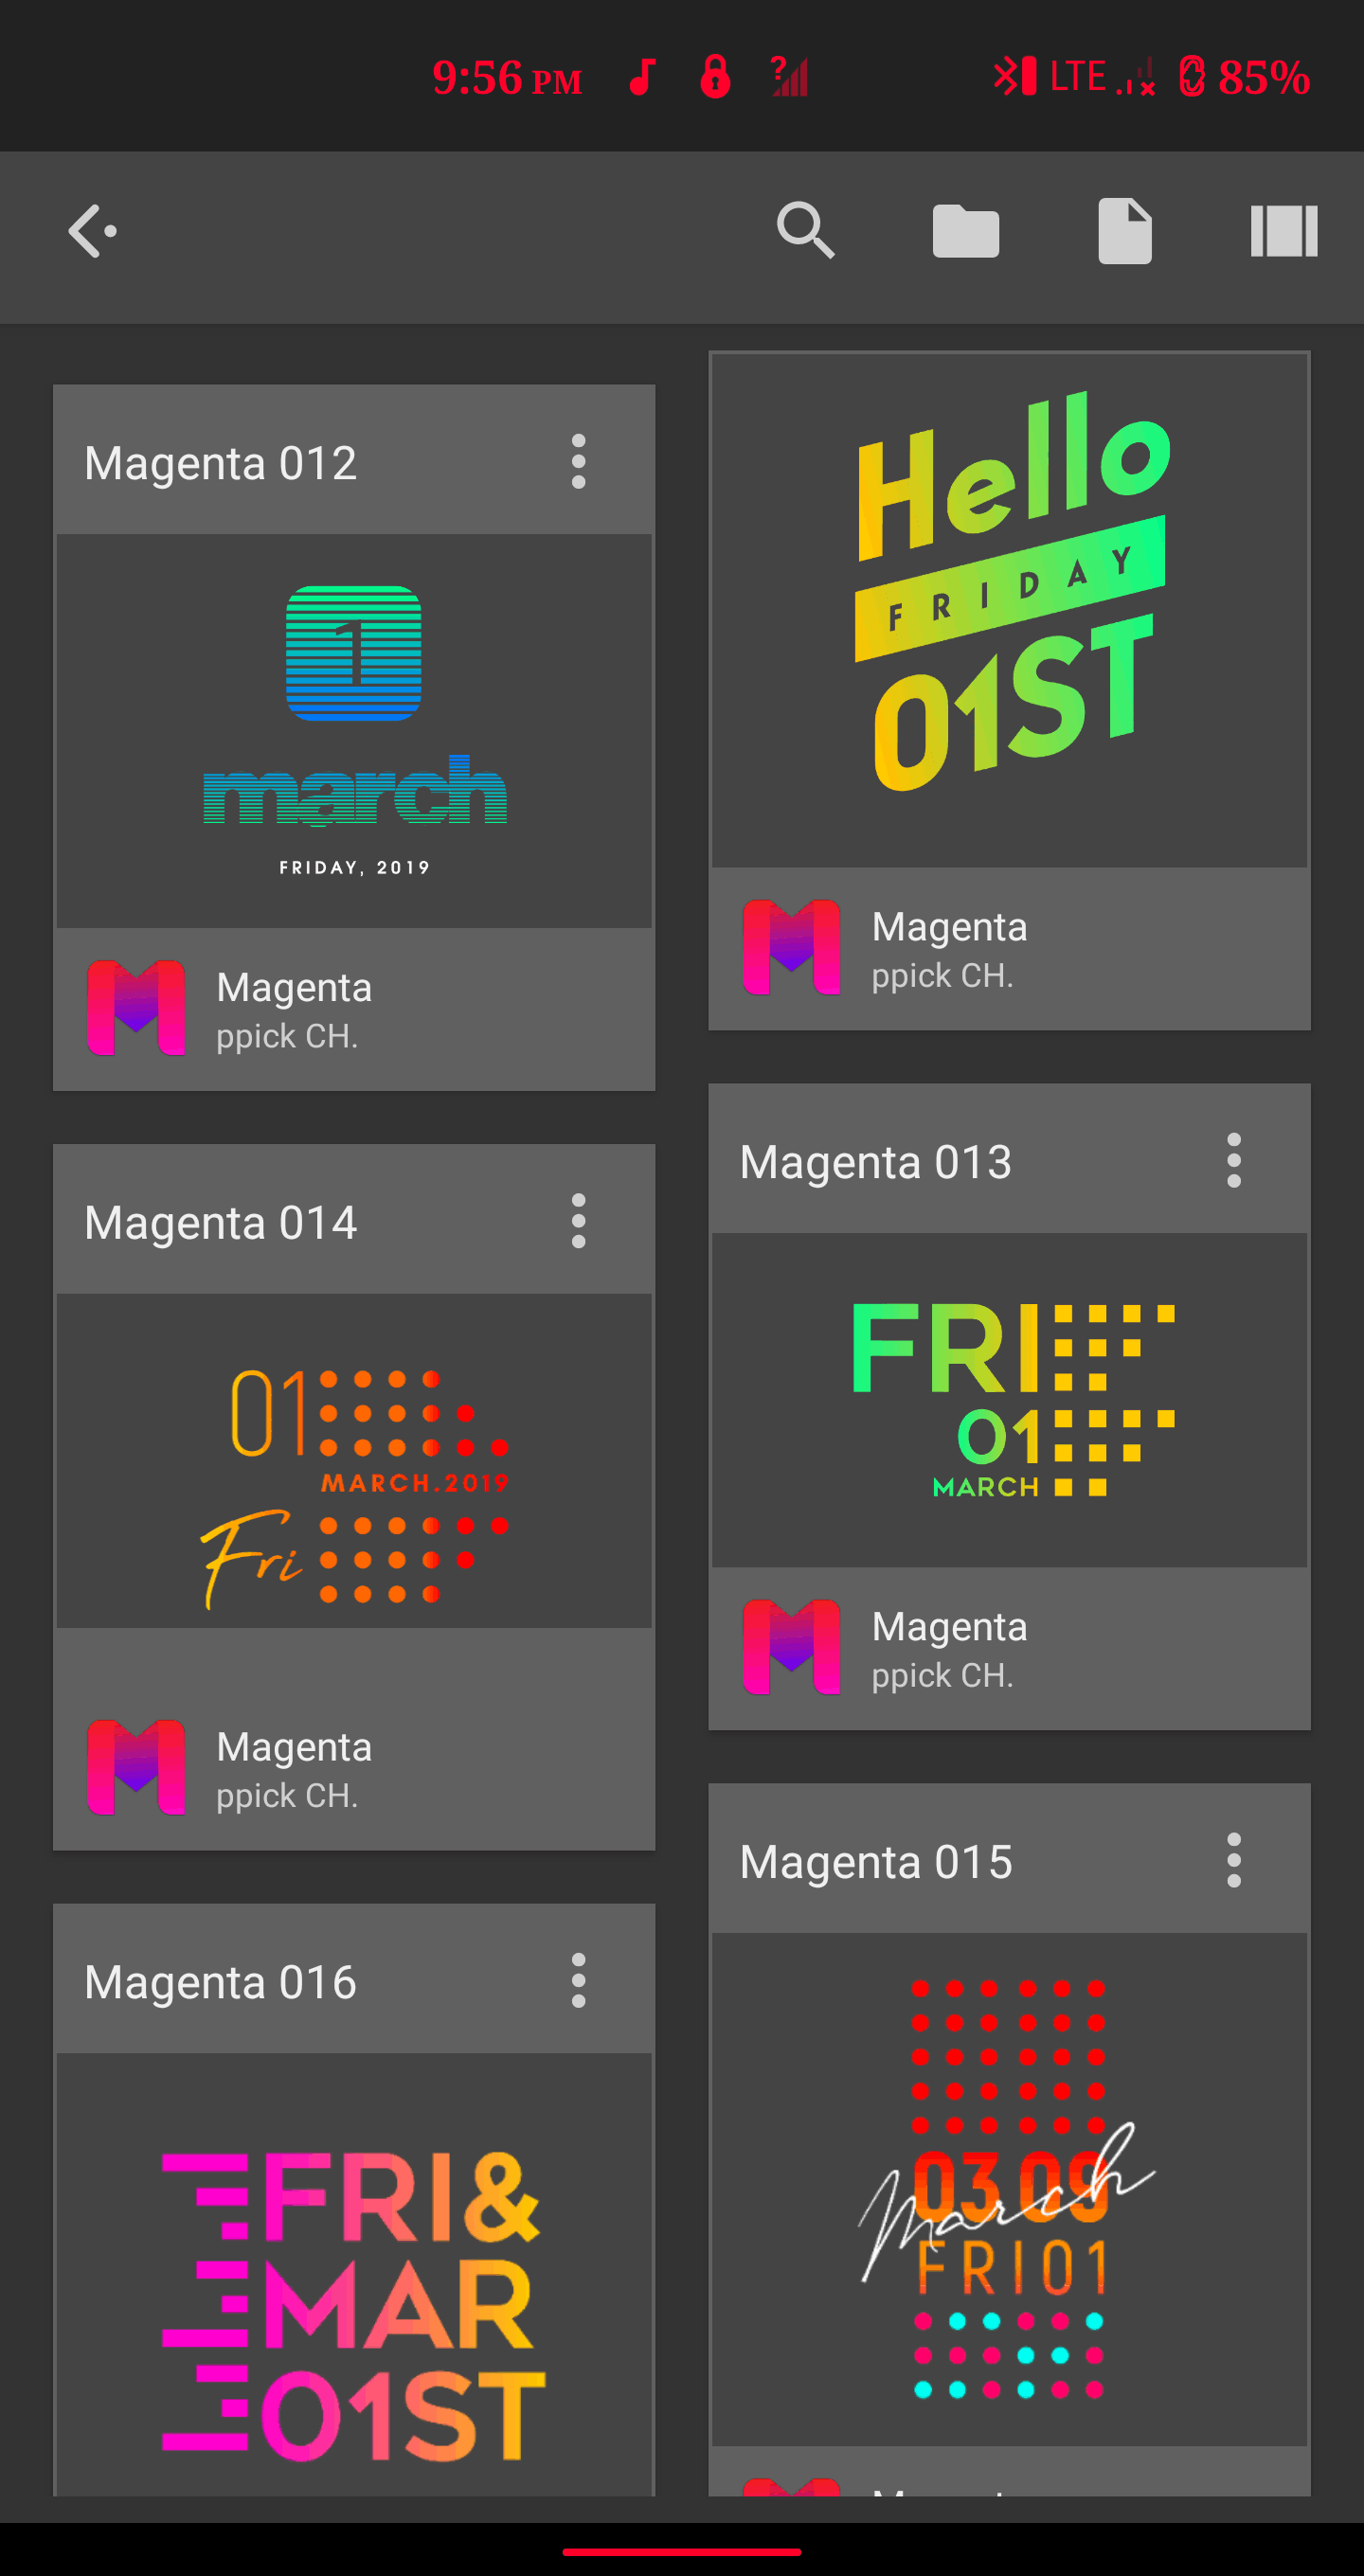 9:56 PM
? LTE 85%
Magenta 012
1
march
FRIDAY, 2019
Magenta
ppick CH.
Hello
FRIDAY
01ST
Magenta
ppick CH.
Magenta 014
01
MARCH.2019
Fri
Magenta
ppick CH.
Magenta 013
FRI
01
MARCH
Magenta
ppick CH.
Magenta 016
FRI&
MAR
01ST
Magenta 015
03 09
March
FRI01